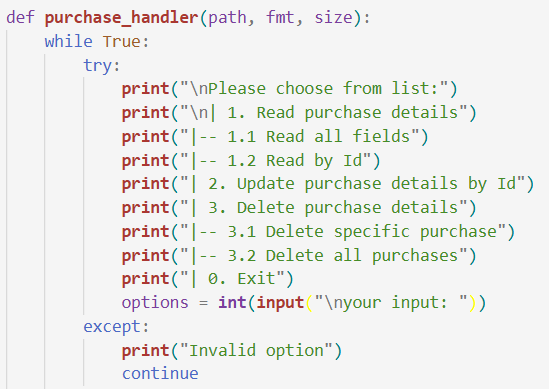 def purchase_handler(path, fmt, size):
    while True:
        try:
            print("\nPlease choose from list:")
            print("\n| 1. Read purchase details")
            print("|-- 1.1 Read all fields")
            print("|-- 1.2 Read by Id")
            print("| 2. Update purchase details by Id")
            print("| 3. Delete purchase details")
            print("|-- 3.1 Delete specific purchase")
            print("|-- 3.2 Delete all purchases")
            print("| 0. Exit")
            options = int(input("\nyour input: "))
        except:
            print("Invalid option")
            continue